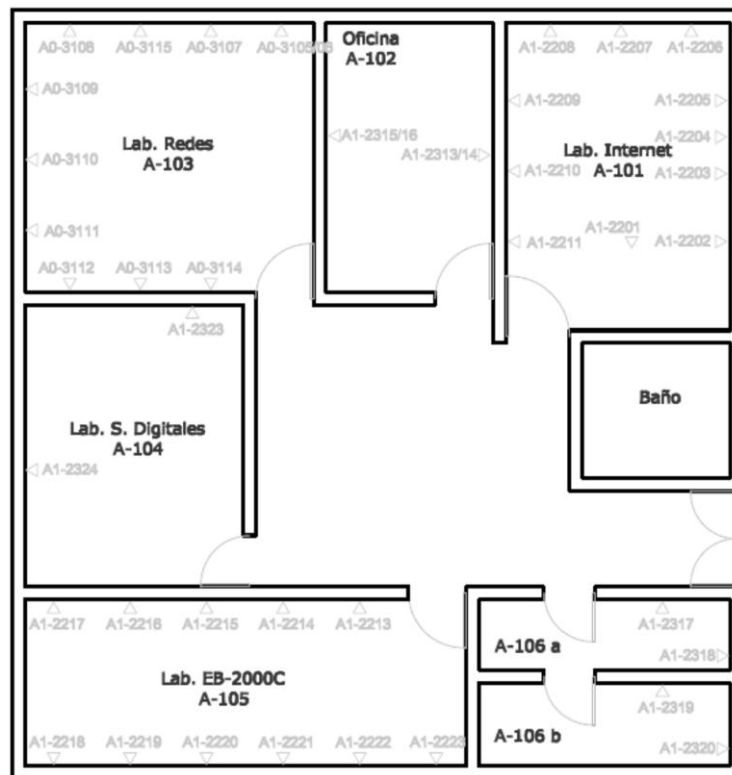 A0-3106 A0-3115 A0-3107 A0-3105/06
A0-3109
Lab. Redes
A-103
A0-3110
A0-3111
A0-3112 A0-3113 A0-3114
Oficina
A-102
A1-2315/16
A1-2313/14
A1-2208 A1-2207 A1-2206
A1-2209 A1-2205
A1-2204
Lab. Internet
A-101
A1-2210 A1-2203
A1-2201
A1-2211 A1-2202
A1-2323
Lab. S. Digitales
A-104
A1-2324
Baño
A1-2217 A1-2216 A1-2215 A1-2214 A1-2213
Lab. EB-2000C
A-105
A1-2218 A1-2219 A1-2220 A1-2221 A1-2222 A1-2223
A1-2317
A-106 a
A1-2318
A1-2319
A-106 b
A1-2320